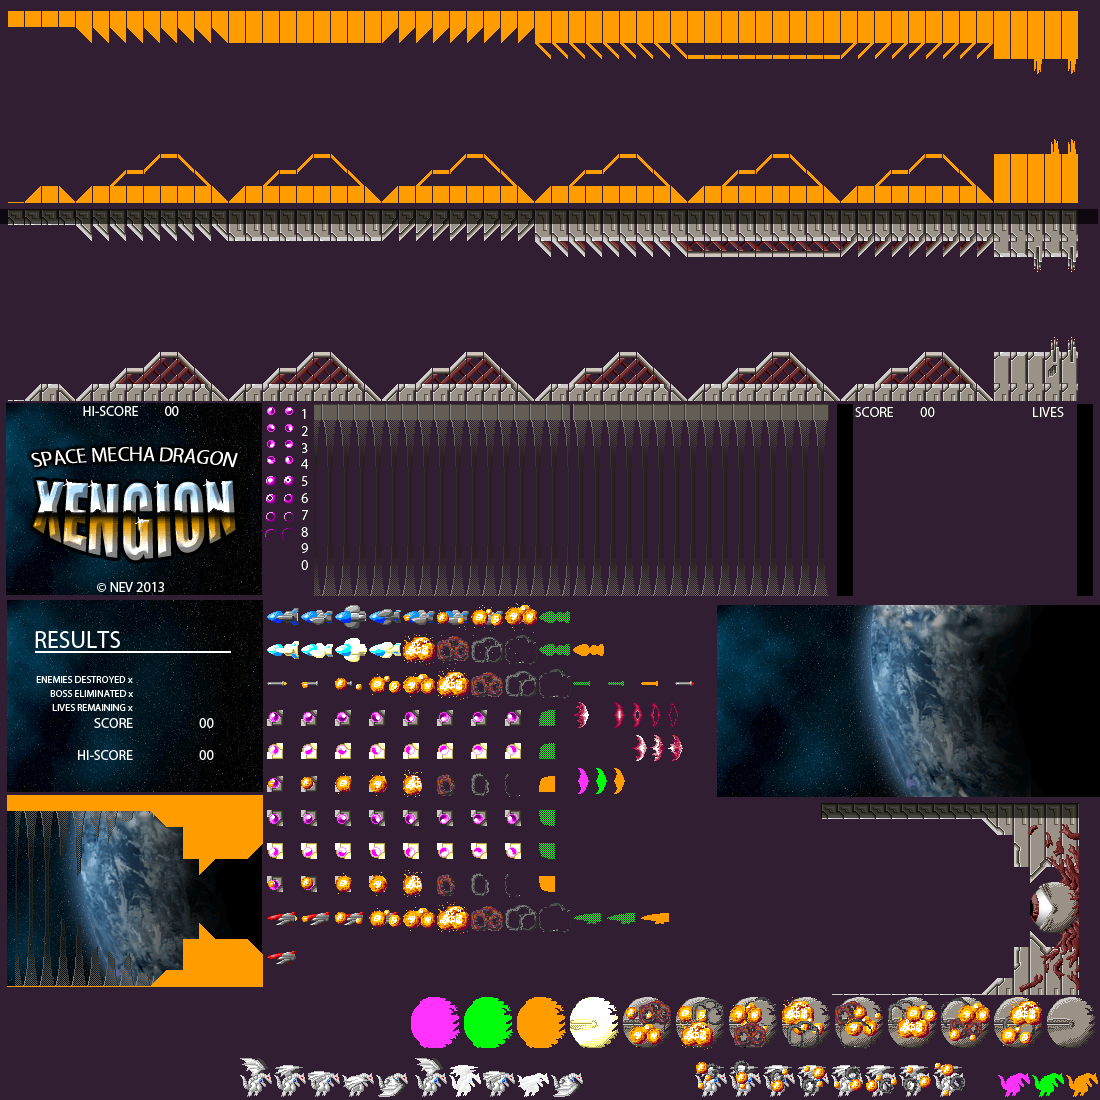 HI-SCORE 00
SPACE MECHA DRAGON
XENGION
© NEV 2013
1
2
3
4
5
6
7
8
9
0
SCORE 00 LIVES
RESULTS
ENEMIES DESTROYED x
BOSS ELIMINATED x
LIVES REMAINING x
SCORE 00
HI-SCORE 00